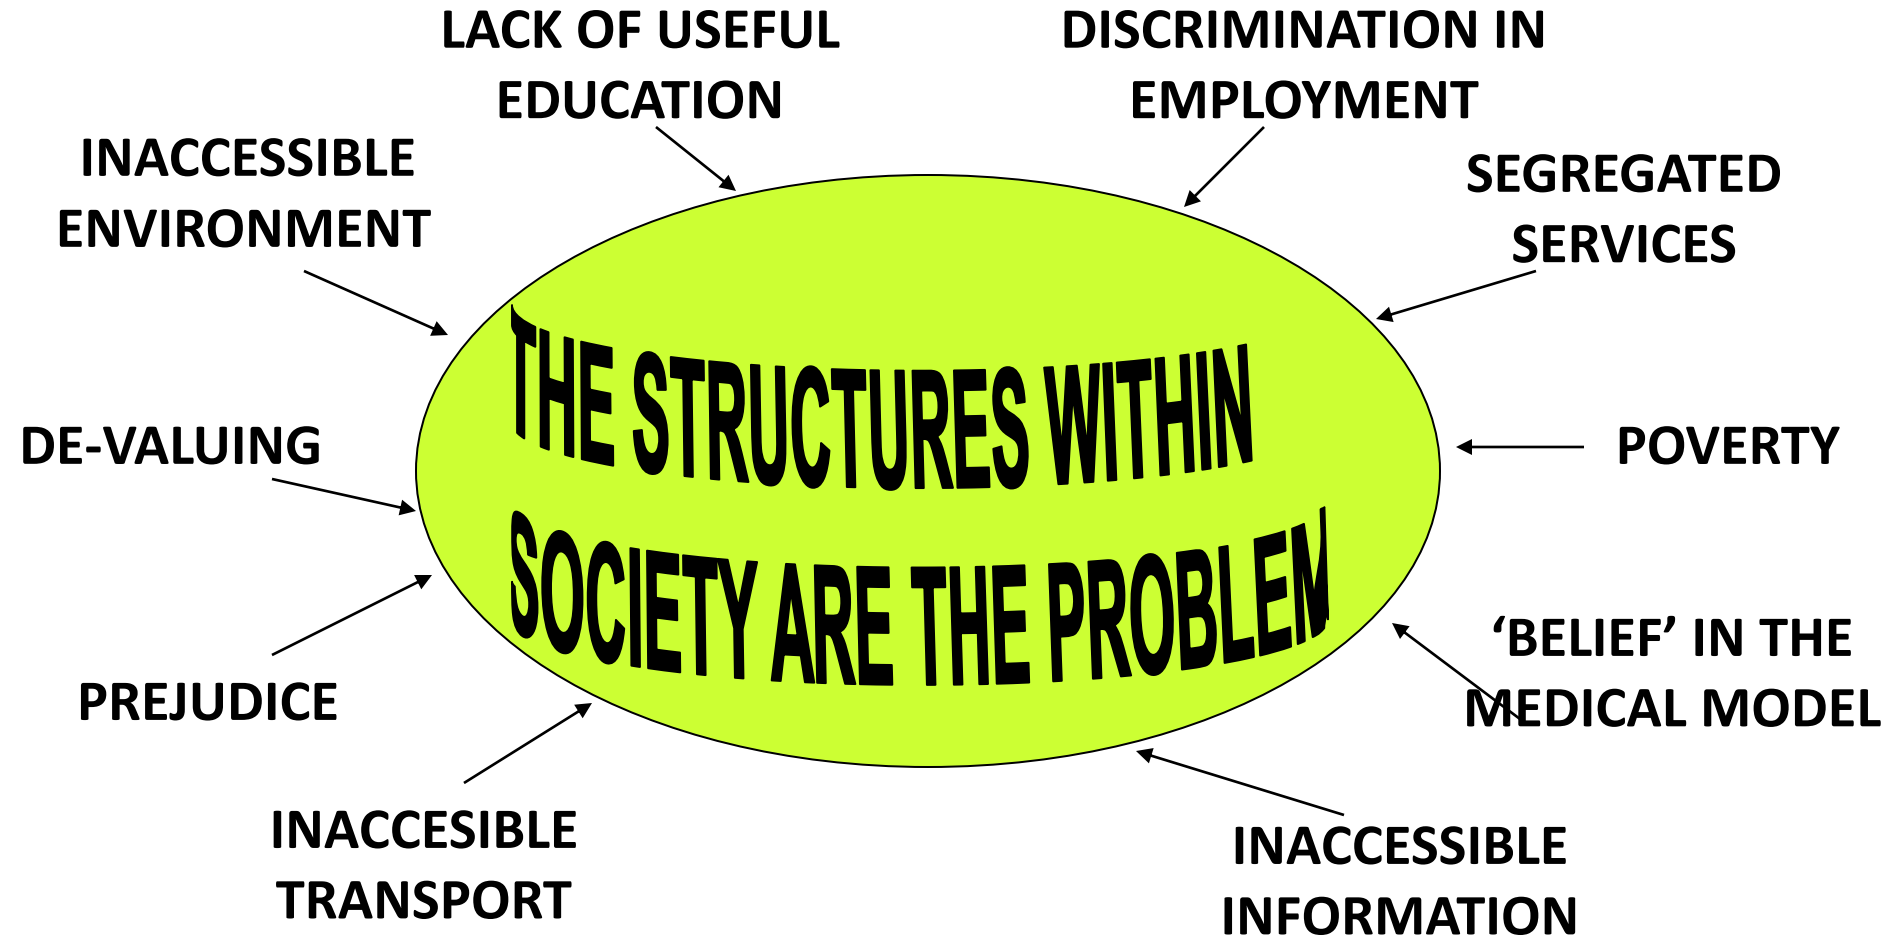 LACK OF USEFUL
EDUCATION
DISCRIMINATION IN
EMPLOYMENT
INACCESSIBLE
ENVIRONMENT
SEGREGATED
SERVICES
THE STRUCTURES WITHIN
SOCIETY ARE THE PROBLEM
DE-VALUING
POVERTY
PREJUDICE
‘BELIEF’ IN THE
MEDICAL MODEL
INACCESIBLE
TRANSPORT
INACCESSIBLE
INFORMATION